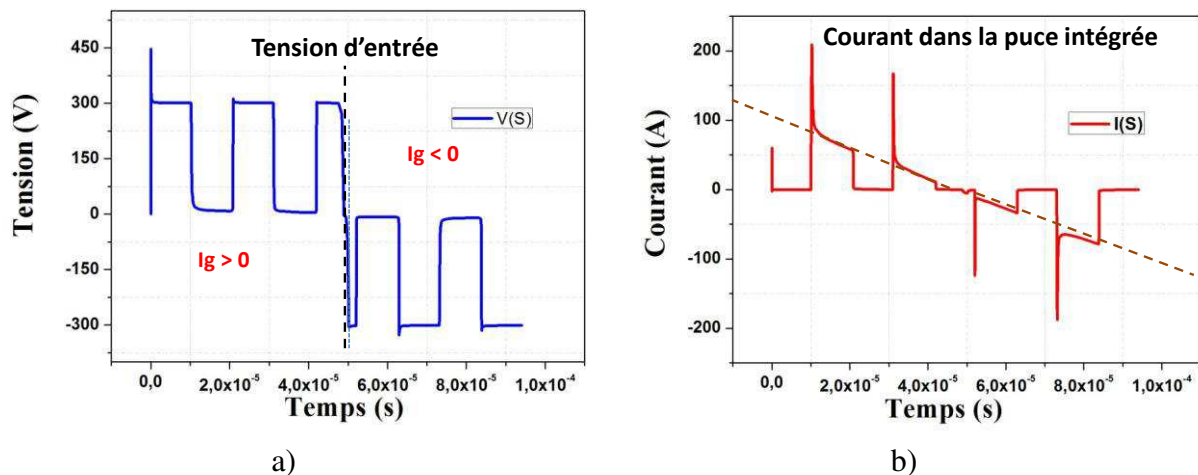 Tension d'entrée
450
300
150
0
-150
-300
Tension (V)
V(S)
Ig < 0
Ig > 0
0,0
2,0x10⁻⁵
4,0x10⁻⁵
6,0x10⁻⁵
8,0x10⁻⁵
1,0x10⁻⁴
Temps (s)
a)
Courant dans la puce intégrée
200
100
0
-100
-200
Courant (A)
I(S)
0,0
2,0x10⁻⁵
4,0x10⁻⁵
6,0x10⁻⁵
8,0x10⁻⁵
1,0x10⁻⁴
Temps (s)
b)